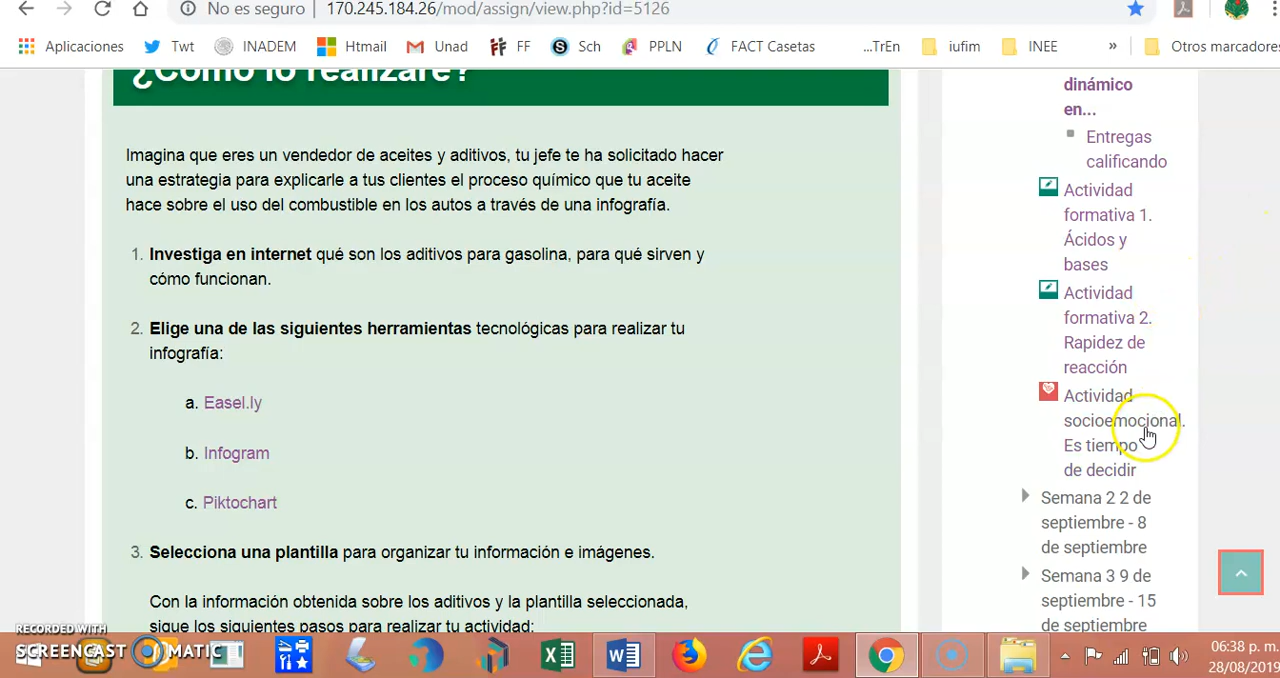 No es seguro | 170.245.184.26/mod/assign/view.php?id=5126
Aplicaciones Twt INADEM Htmail Unad FF Sch PPLN FACT Casetas ...TrEn iufim INEE » Otros marcadores
¿Cómo lo realizaré?
Imagina que eres un vendedor de aceites y aditivos, tu jefe te ha solicitado hacer
una estrategia para explicarle a tus clientes el proceso químico que tu aceite
hace sobre el uso del combustible en los autos a través de una infografía.
1. Investiga en internet qué son los aditivos para gasolina, para qué sirven y
cómo funcionan.
2. Elige una de las siguientes herramientas tecnológicas para realizar tu
infografía:
a. Easel.ly
b. Infogram
c. Piktochart
3. Selecciona una plantilla para organizar tu información e imágenes.
Con la información obtenida sobre los aditivos y la plantilla seleccionada,
sigue los siguientes pasos para realizar tu actividad:
dinámico
en...
Entregas
calificando
Actividad
formativa 1.
Ácidos y
bases
Actividad
formativa 2.
Rapidez de
reacción
Actividad
socioemocional.
Es tiempo
de decidir
Semana 2 2 de
septiembre - 8
de septiembre
Semana 3 9 de
septiembre - 15
de septiembre
RECORDED WITH
SCREENCAST MATIC
06:38 p. m.
28/08/2019